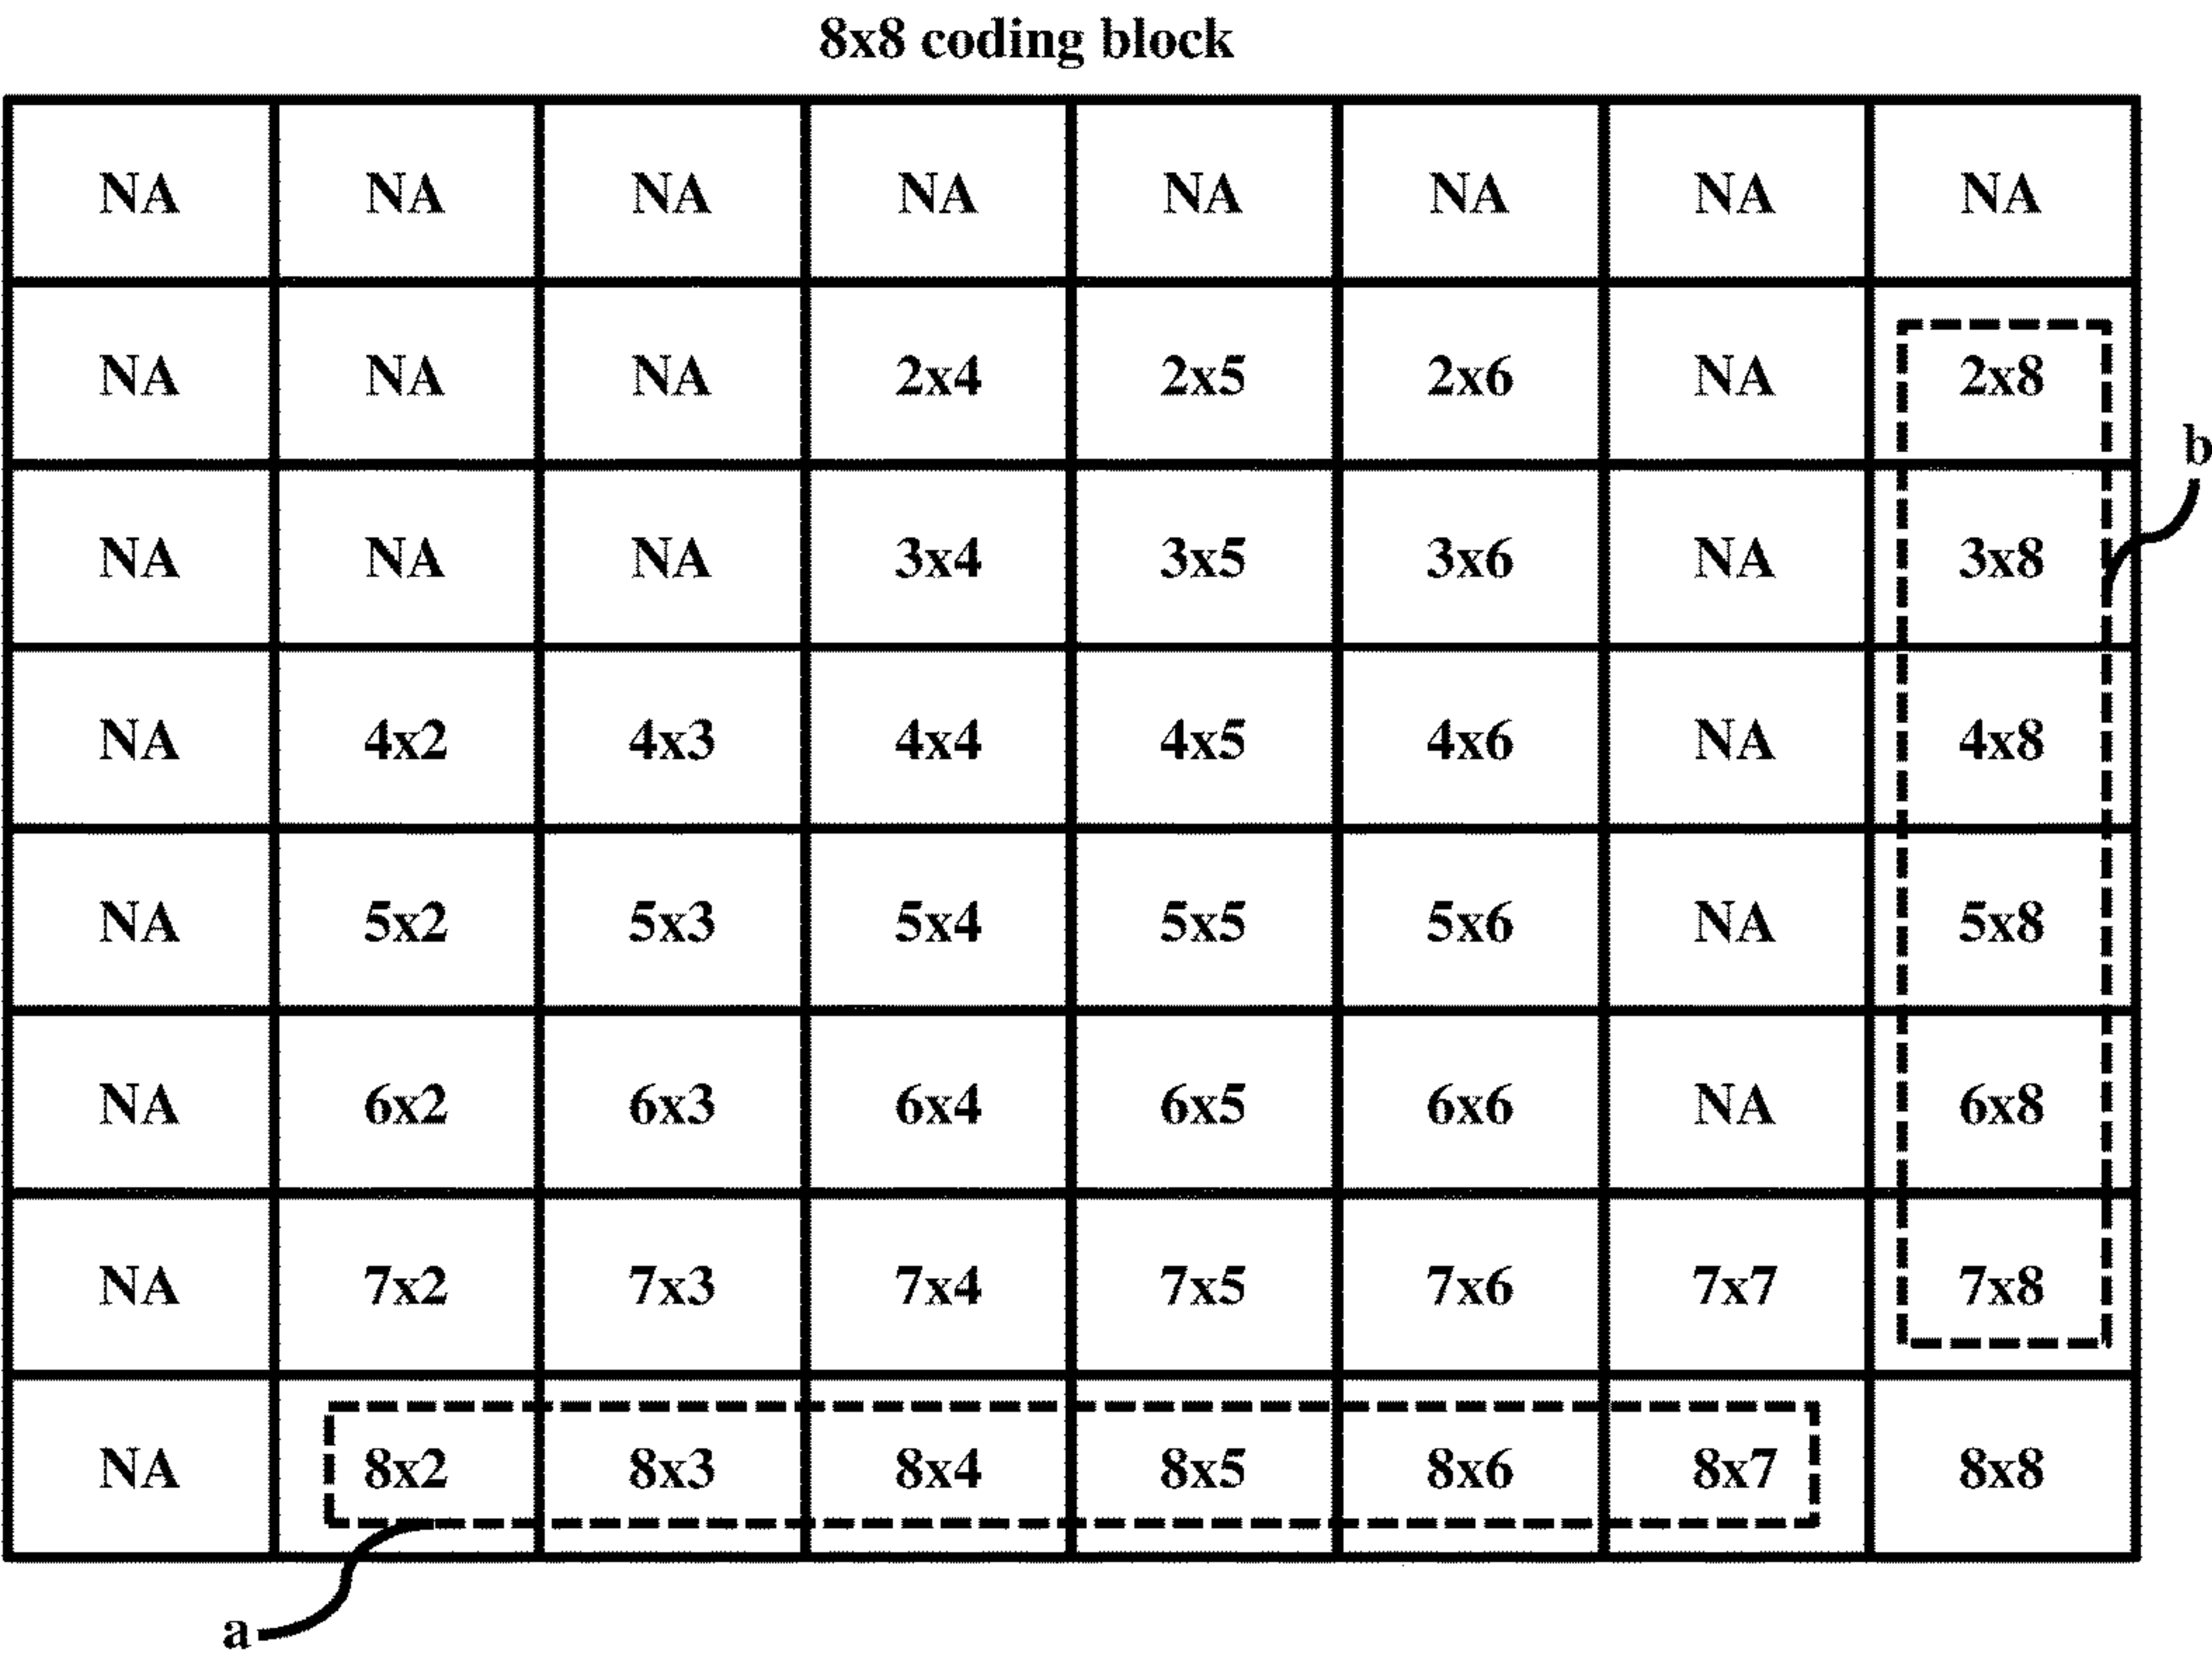 8x8 coding block
NA NA NA NA NA NA NA NA
NA NA NA 2x4 2x5 2x6 NA 2x8
b
NA NA NA 3x4 3x5 3x6 NA 3x8
NA 4x2 4x3 4x4 4x5 4x6 NA 4x8
NA 5x2 5x3 5x4 5x5 5x6 NA 5x8
NA 6x2 6x3 6x4 6x5 6x6 NA 6x8
NA 7x2 7x3 7x4 7x5 7x6 7x7 7x8
NA 8x2 8x3 8x4 8x5 8x6 8x7 8x8
a